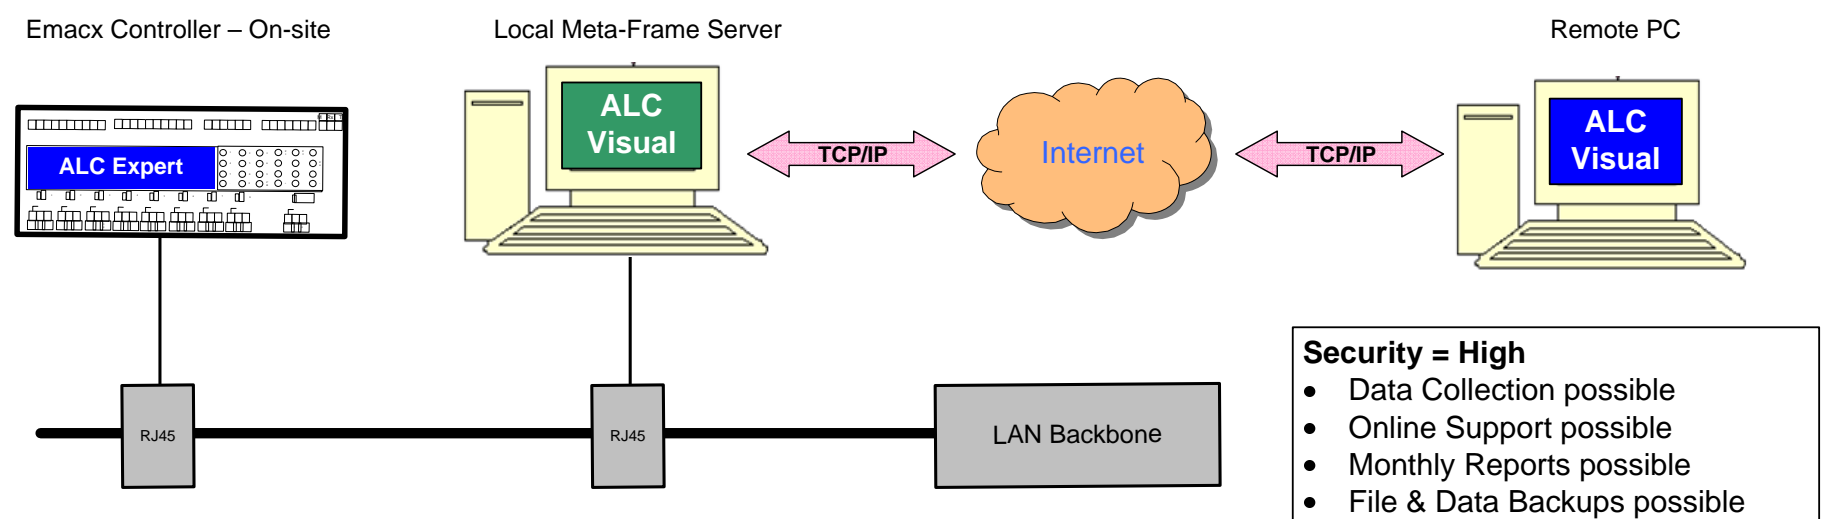 Emacx Controller – On-site
Local Meta-Frame Server
Remote PC
ALC Expert
ALC
Visual
TCP/IP
Internet
TCP/IP
ALC
Visual
RJ45
RJ45
LAN Backbone
Security = High
• Data Collection possible
• Online Support possible
• Monthly Reports possible
• File & Data Backups possible